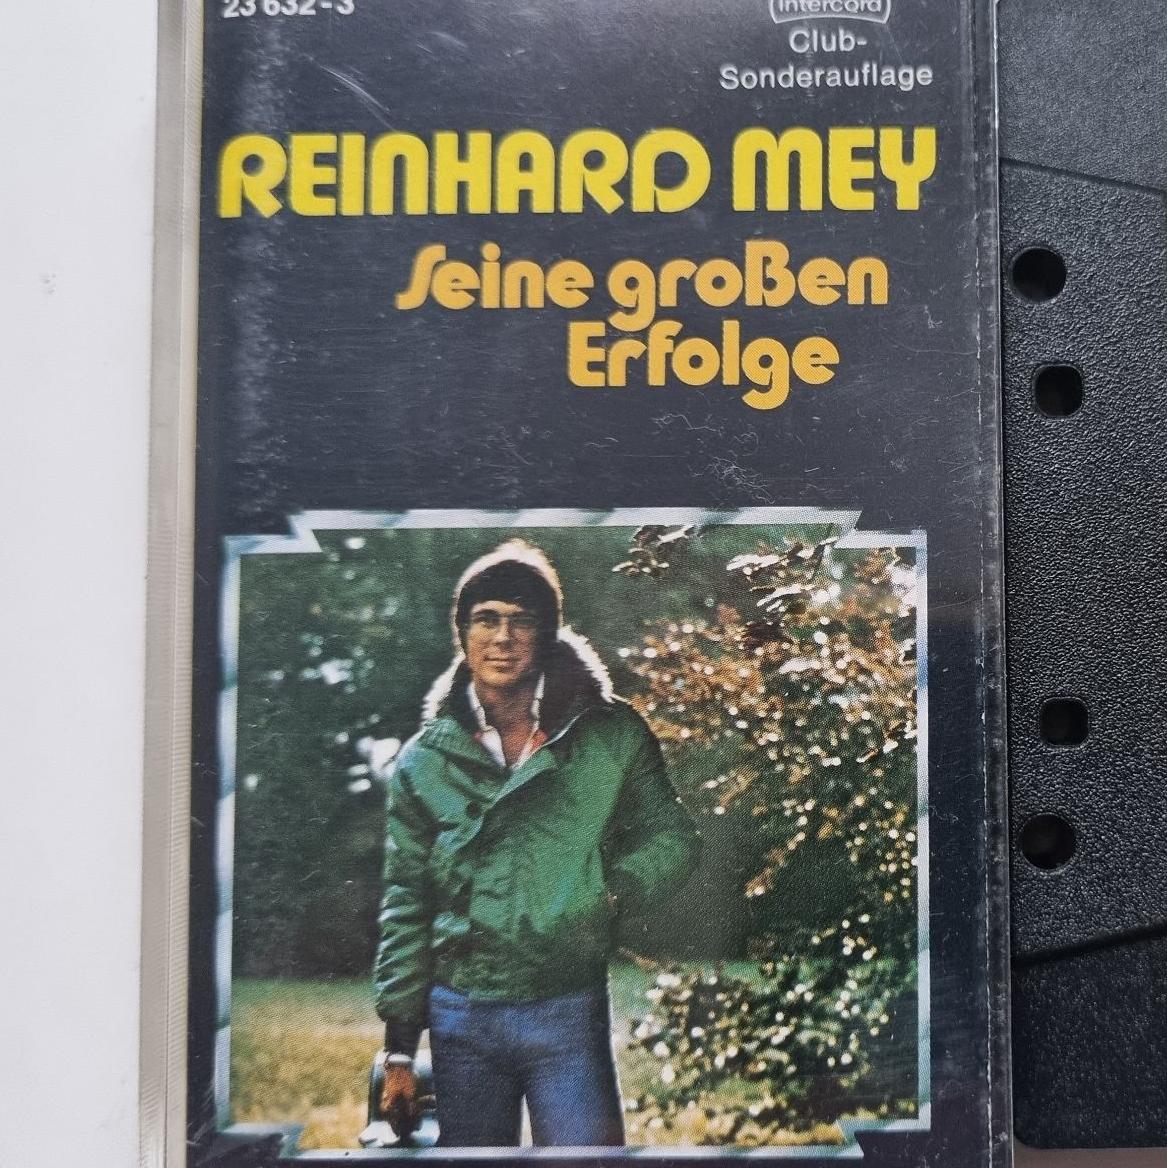 23 632-3
Intercord
Club-
Sonderauflage
REINHARD MEY
Seine großen
Erfolge